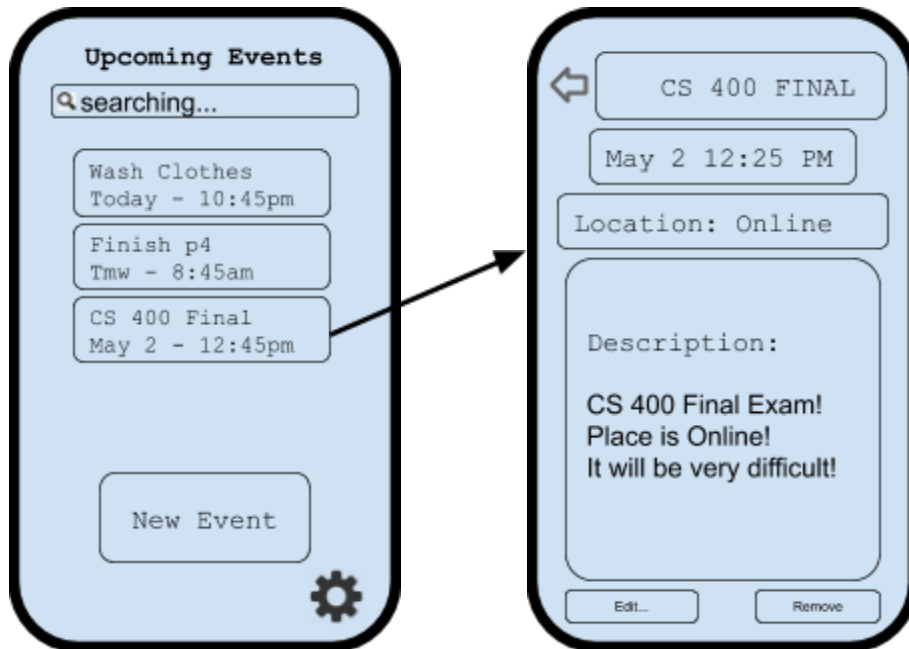 Upcoming Events
searching...
Wash Clothes
Today - 10:45pm
Finish p4
Tmw - 8:45am
CS 400 Final
May 2 - 12:45pm
New Event
CS 400 FINAL
May 2 12:25 PM
Location: Online
Description:
CS 400 Final Exam!
Place is Online!
It will be very difficult!
Edit...
Remove